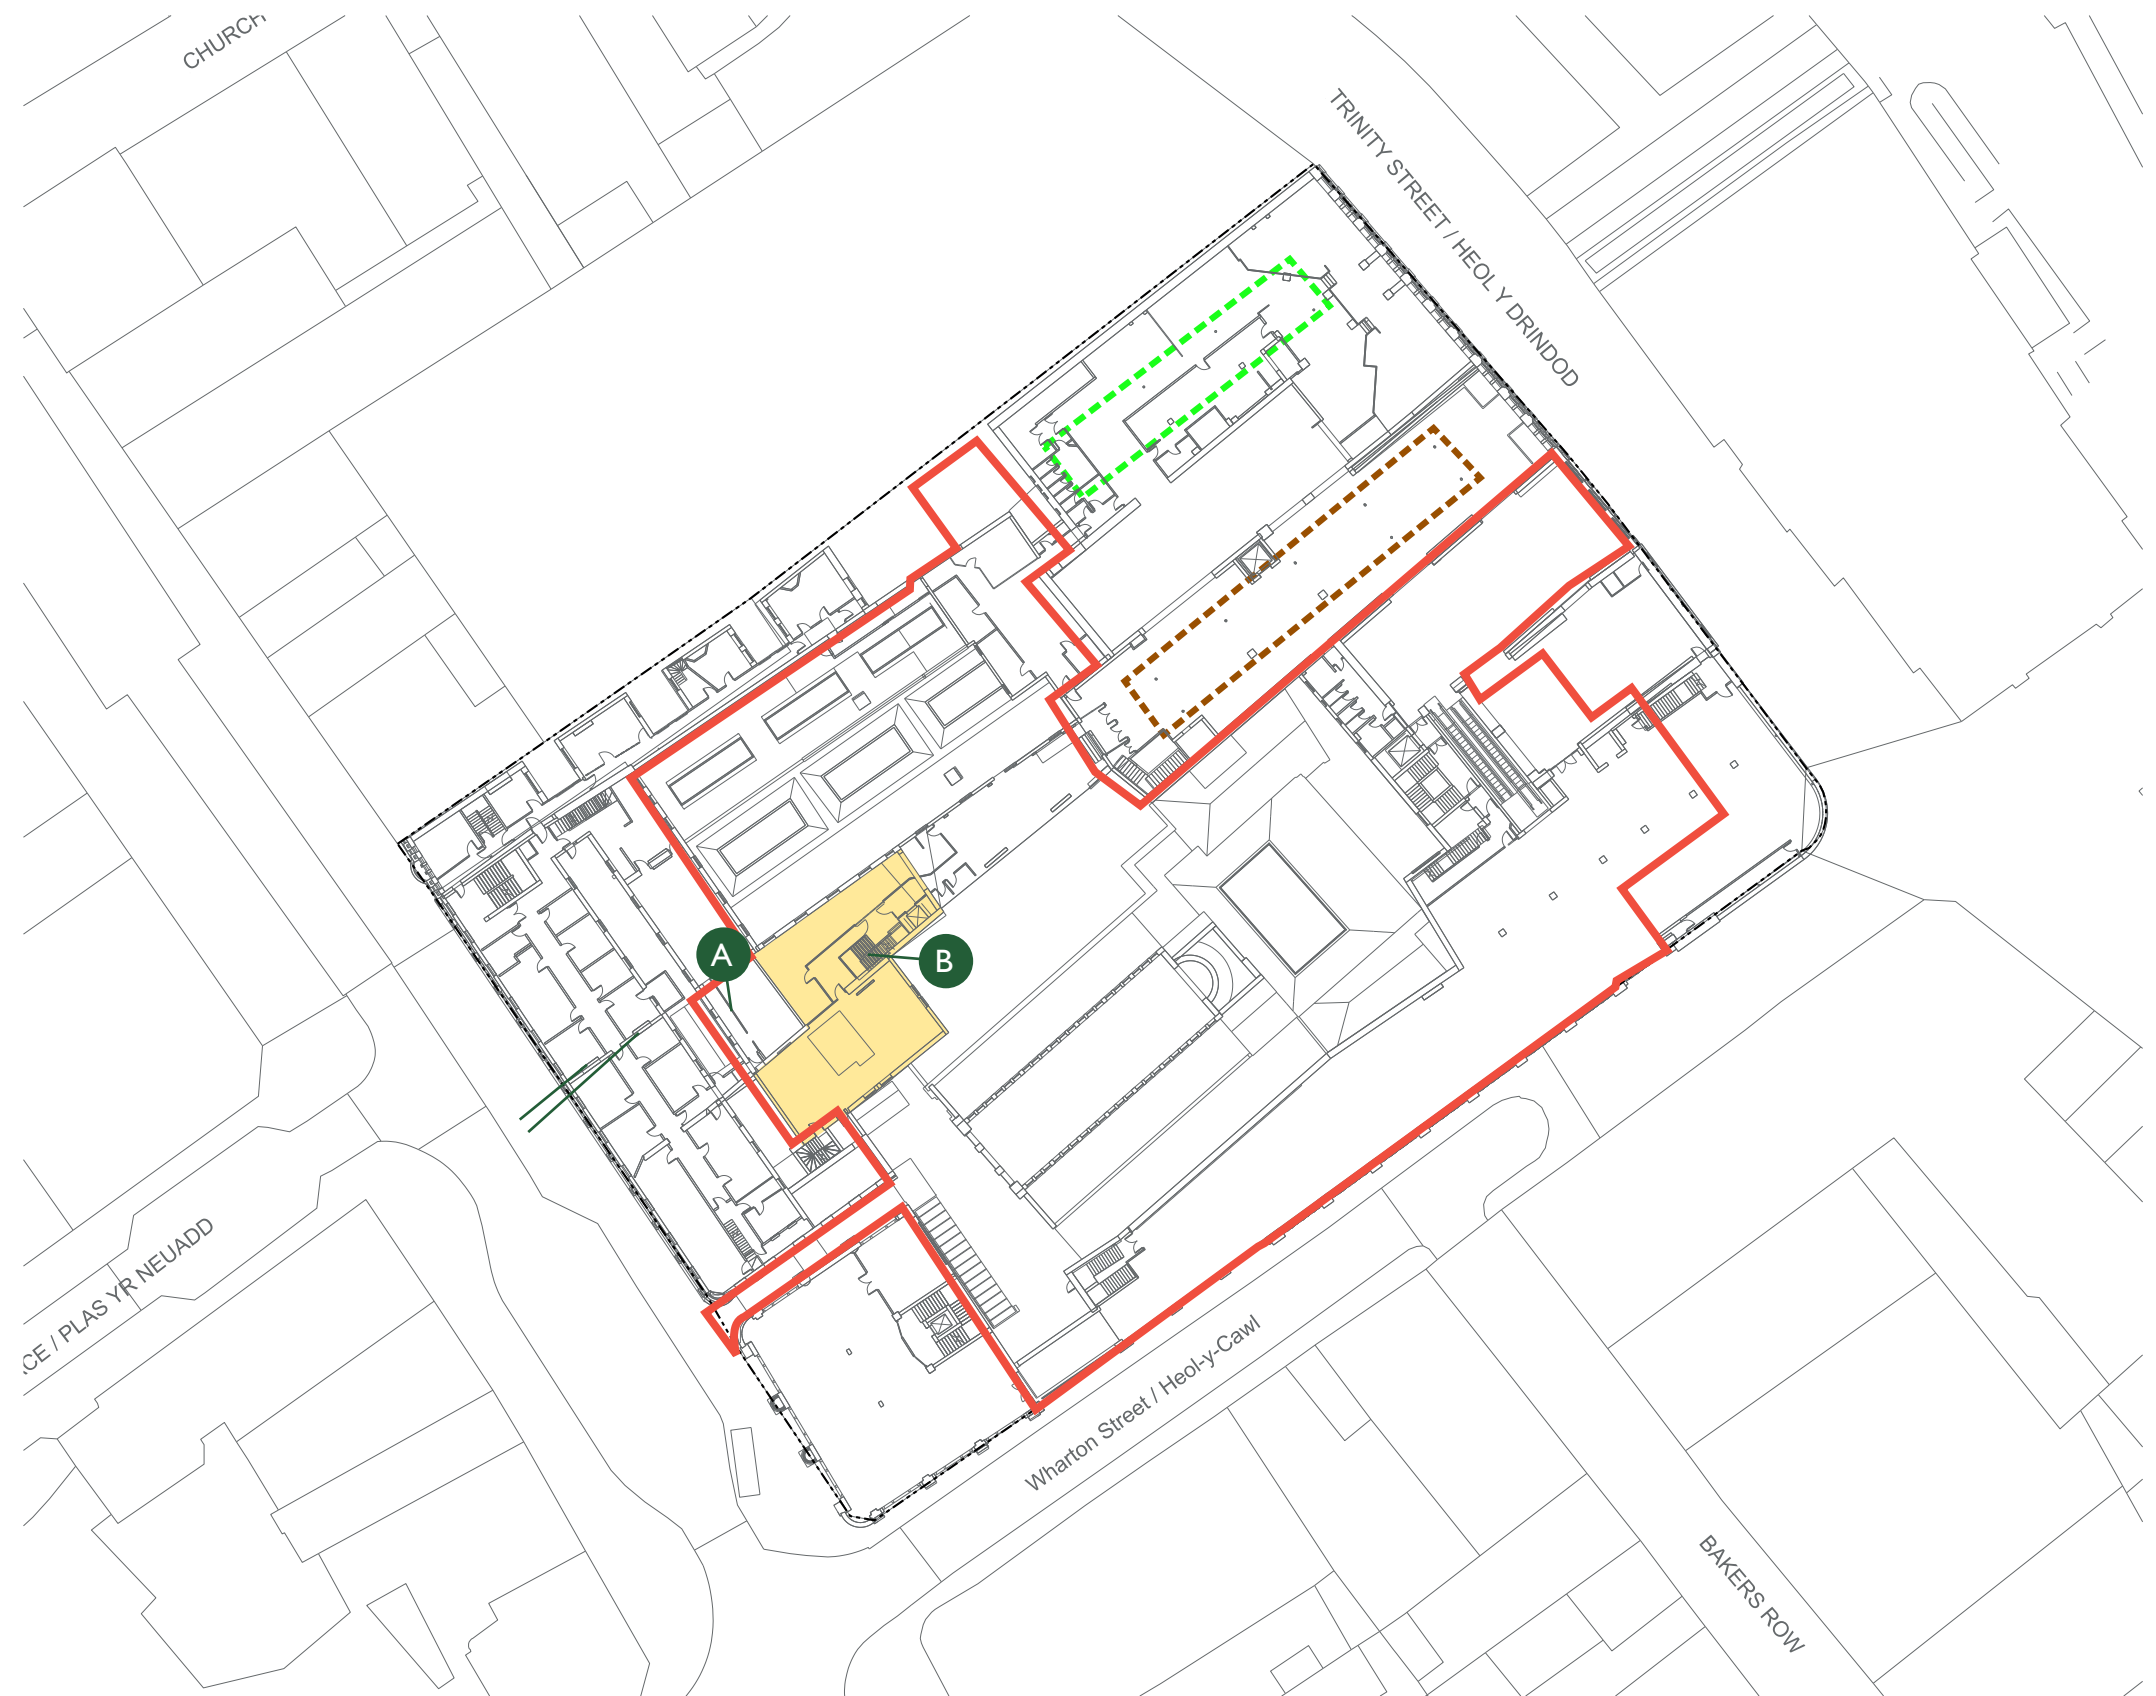 CHURCH
TRINITY STREET / HEOL Y DRINDOD
A
B
CE / PLAS YR NEUADD
Wharton Street / Heol-y-Cawl
BAKERS ROW